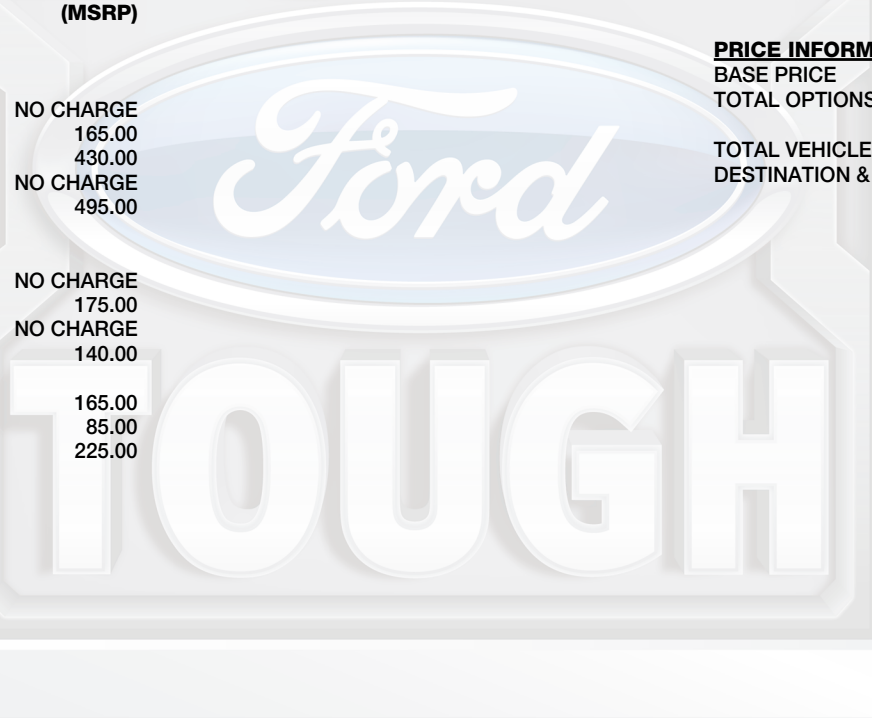 (MSRP)
NO CHARGE
165.00
430.00
NO CHARGE
495.00
NO CHARGE
175.00
NO CHARGE
140.00
165.00
85.00
225.00
PRICE INFORM
BASE PRICE
TOTAL OPTIONS
TOTAL VEHICLE
DESTINATION &
Ford
TOUGH